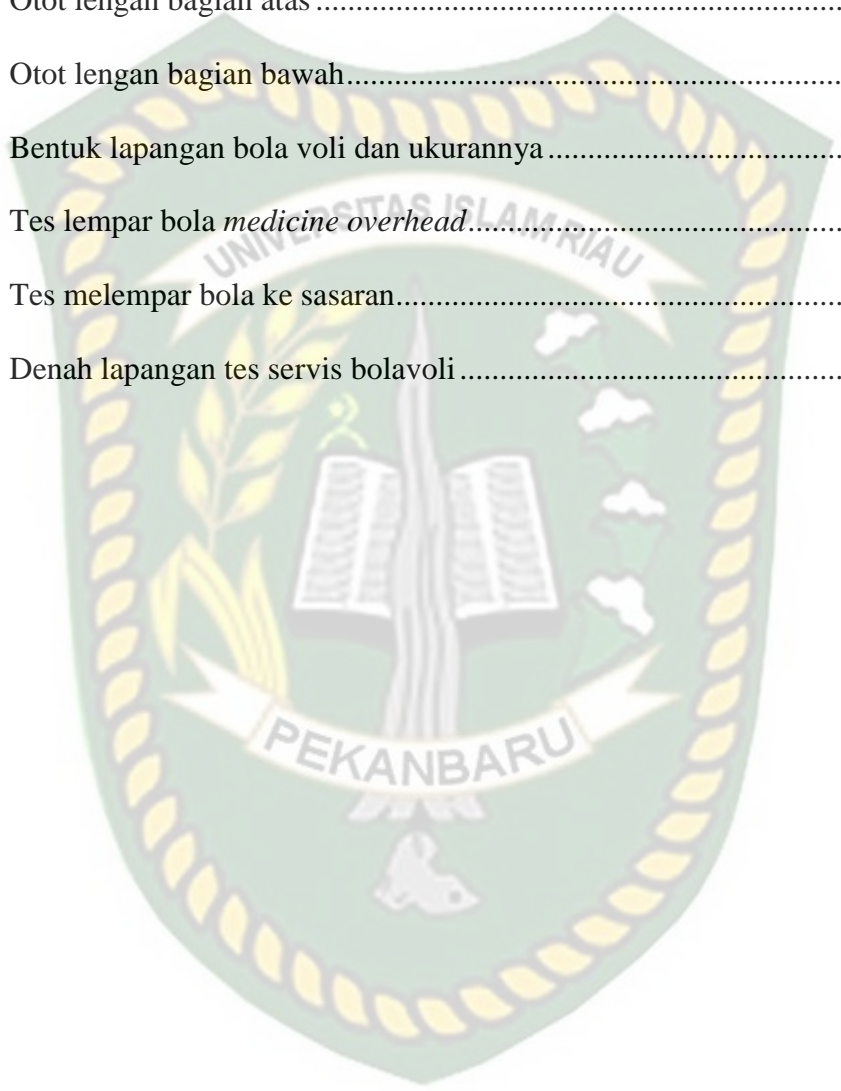 Otot lengan bagian atas ................................................................
Otot lengan bagian bawah.............................................................
Bentuk lapangan bola voli dan ukurannya ....................................
Tes lempar bola medicine overhead..............................................
Tes melempar bola ke sasaran.......................................................
Denah lapangan tes servis bolavoli ...............................................
UNIVERSITAS ISLAM RIAU
PEKANBARU